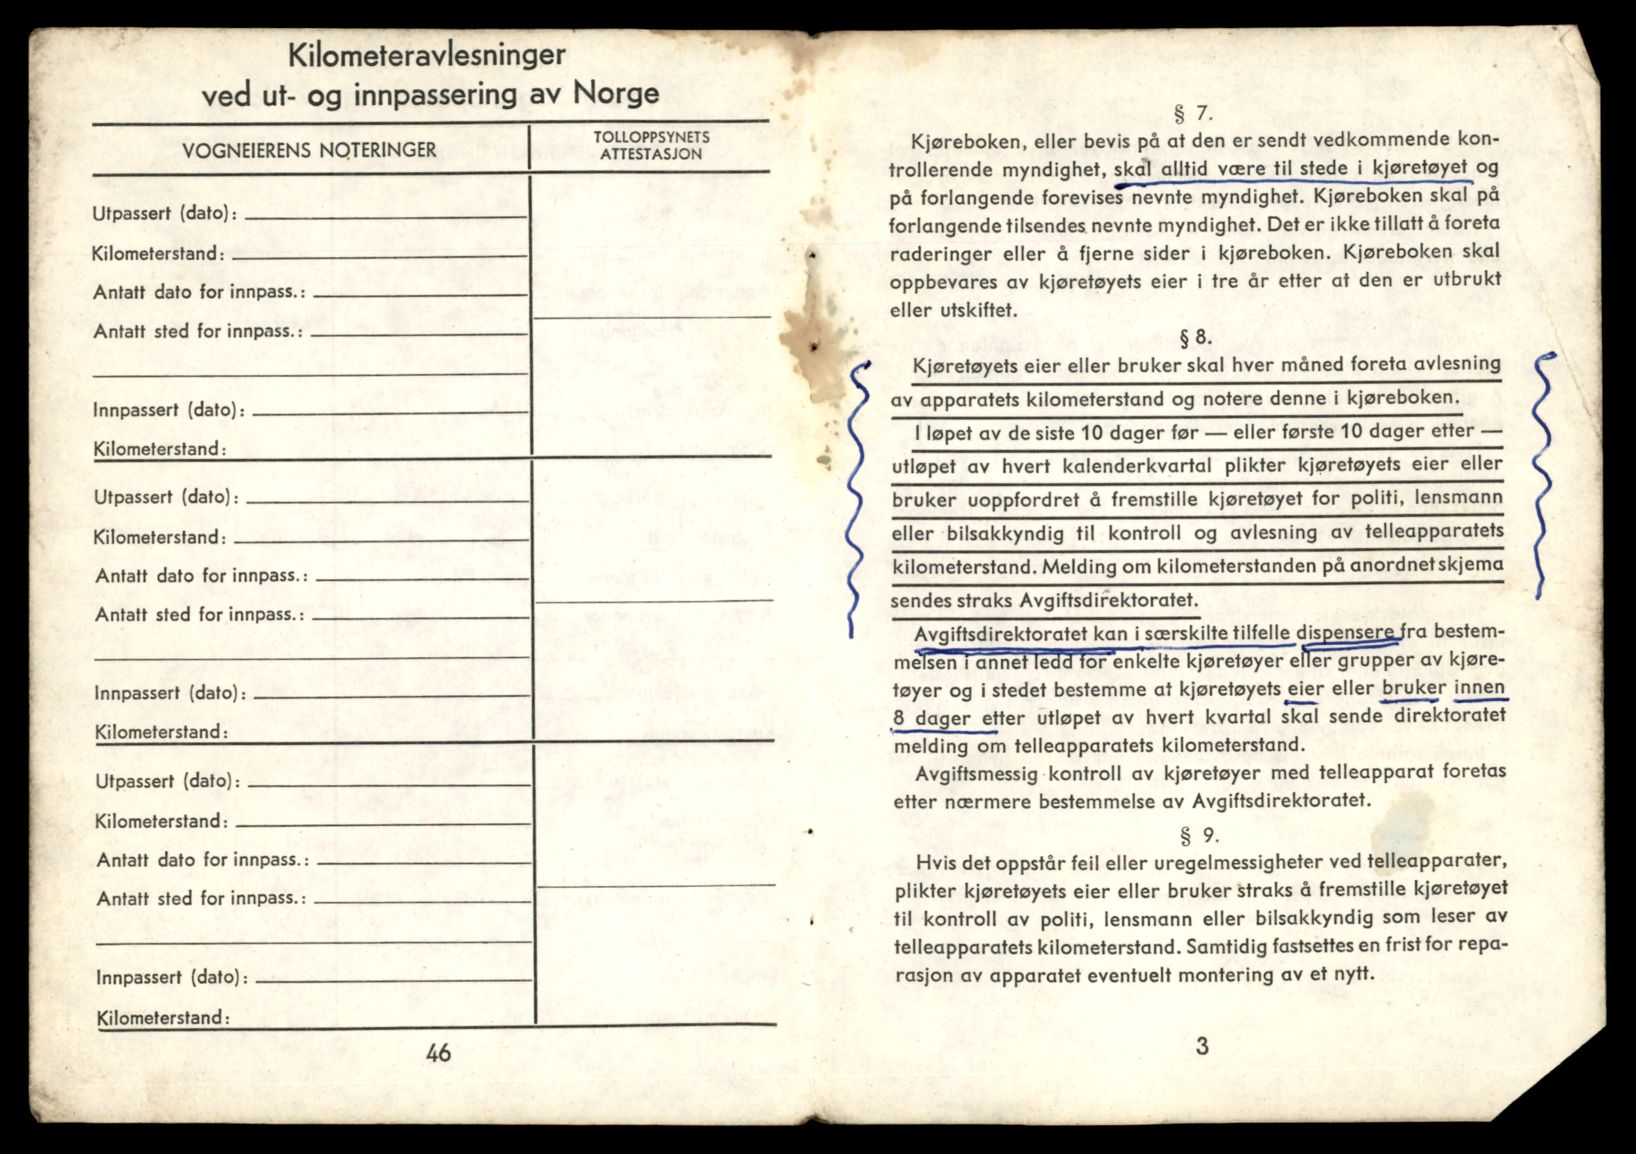 Kilometeravlesninger
ved ut- og innpassering av Norge
VOGNEIERENS NOTERINGER
TOLLOPPSYNETS
ATTESTASJON
Utpassert (dato):
Kilometerstand:
Antatt dato for innpass.:
Antatt sted for innpass.:
Innpassert (dato):
Kilometerstand:
Utpassert (dato):
Kilometerstand:
Antatt dato for innpass.:
Antatt sted for innpass.:
Innpassert (dato):
Kilometerstand:
Utpassert (dato):
Kilometerstand:
Antatt dato for innpass.:
Antatt sted for innpass.:
Innpassert (dato):
Kilometerstand:
46
§ 7.
Kjøreboken, eller bevis på at den er sendt vedkommende kon-
trollerende myndighet, skal alltid være til stede i kjøretøyet og
på forlangende forevises nevnte myndighet. Kjøreboken skal på
forlangende tilsendes nevnte myndighet. Det er ikke tillatt å foreta
raderinger eller å fjerne sider i kjøreboken. Kjøreboken skal
oppbevares av kjøretøyets eier i tre år etter at den er utbrukt
eller utskiftet.
§ 8.
Kjøretøyets eier eller bruker skal hver måned foreta avlesning
av apparatets kilometerstand og notere denne i kjøreboken.
I løpet av de siste 10 dager før — eller første 10 dager etter —
utløpet av hvert kalenderkvartal plikter kjøretøyets eier eller
bruker uoppfordret å fremstille kjøretøyet for politi, lensmann
eller bilsakkyndig til kontroll og avlesning av telleapparatets
kilometerstand. Melding om kilometerstanden på anordnet skjema
sendes straks Avgiftsdirektoratet.
Avgiftsdirektoratet kan i særskilte tilfelle dispensere fra bestem-
melsen i annet ledd for enkelte kjøretøyer eller grupper av kjøre-
tøyer og i stedet bestemme at kjøretøyets eier eller bruker innen
8 dager etter utløpet av hvert kvartal skal sende direktoratet
melding om telleapparatets kilometerstand.
Avgiftsmessig kontroll av kjøretøyer med telleapparat foretas
etter nærmere bestemmelse av Avgiftsdirektoratet.
§ 9.
Hvis det oppstår feil eller uregelmessigheter ved telleapparater,
plikter kjøretøyets eier eller bruker straks å fremstille kjøretøyet
til kontroll av politi, lensmann eller bilsakkyndig som leser av
telleapparatets kilometerstand. Samtidig fastsettes en frist for repa-
rasjon av apparatet eventuelt montering av et nytt.
3